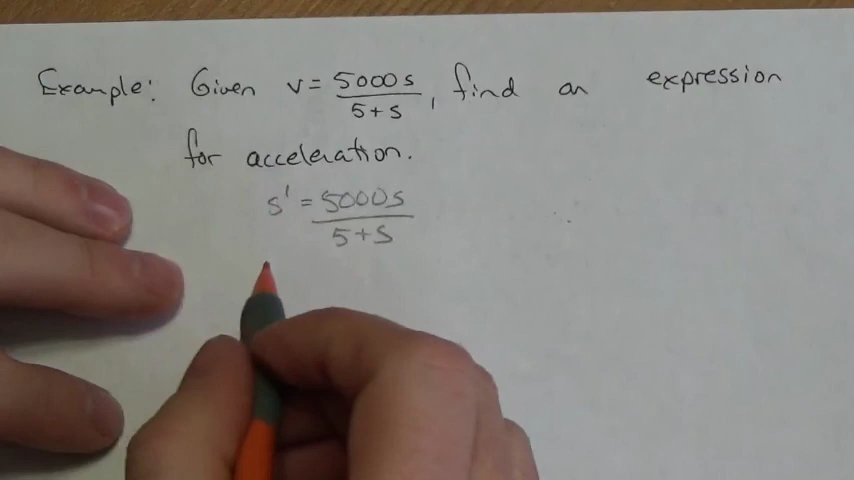 Example: Given v = 5000s / 5+s, find an expression
for acceleration.
s' = 5000s / 5+s